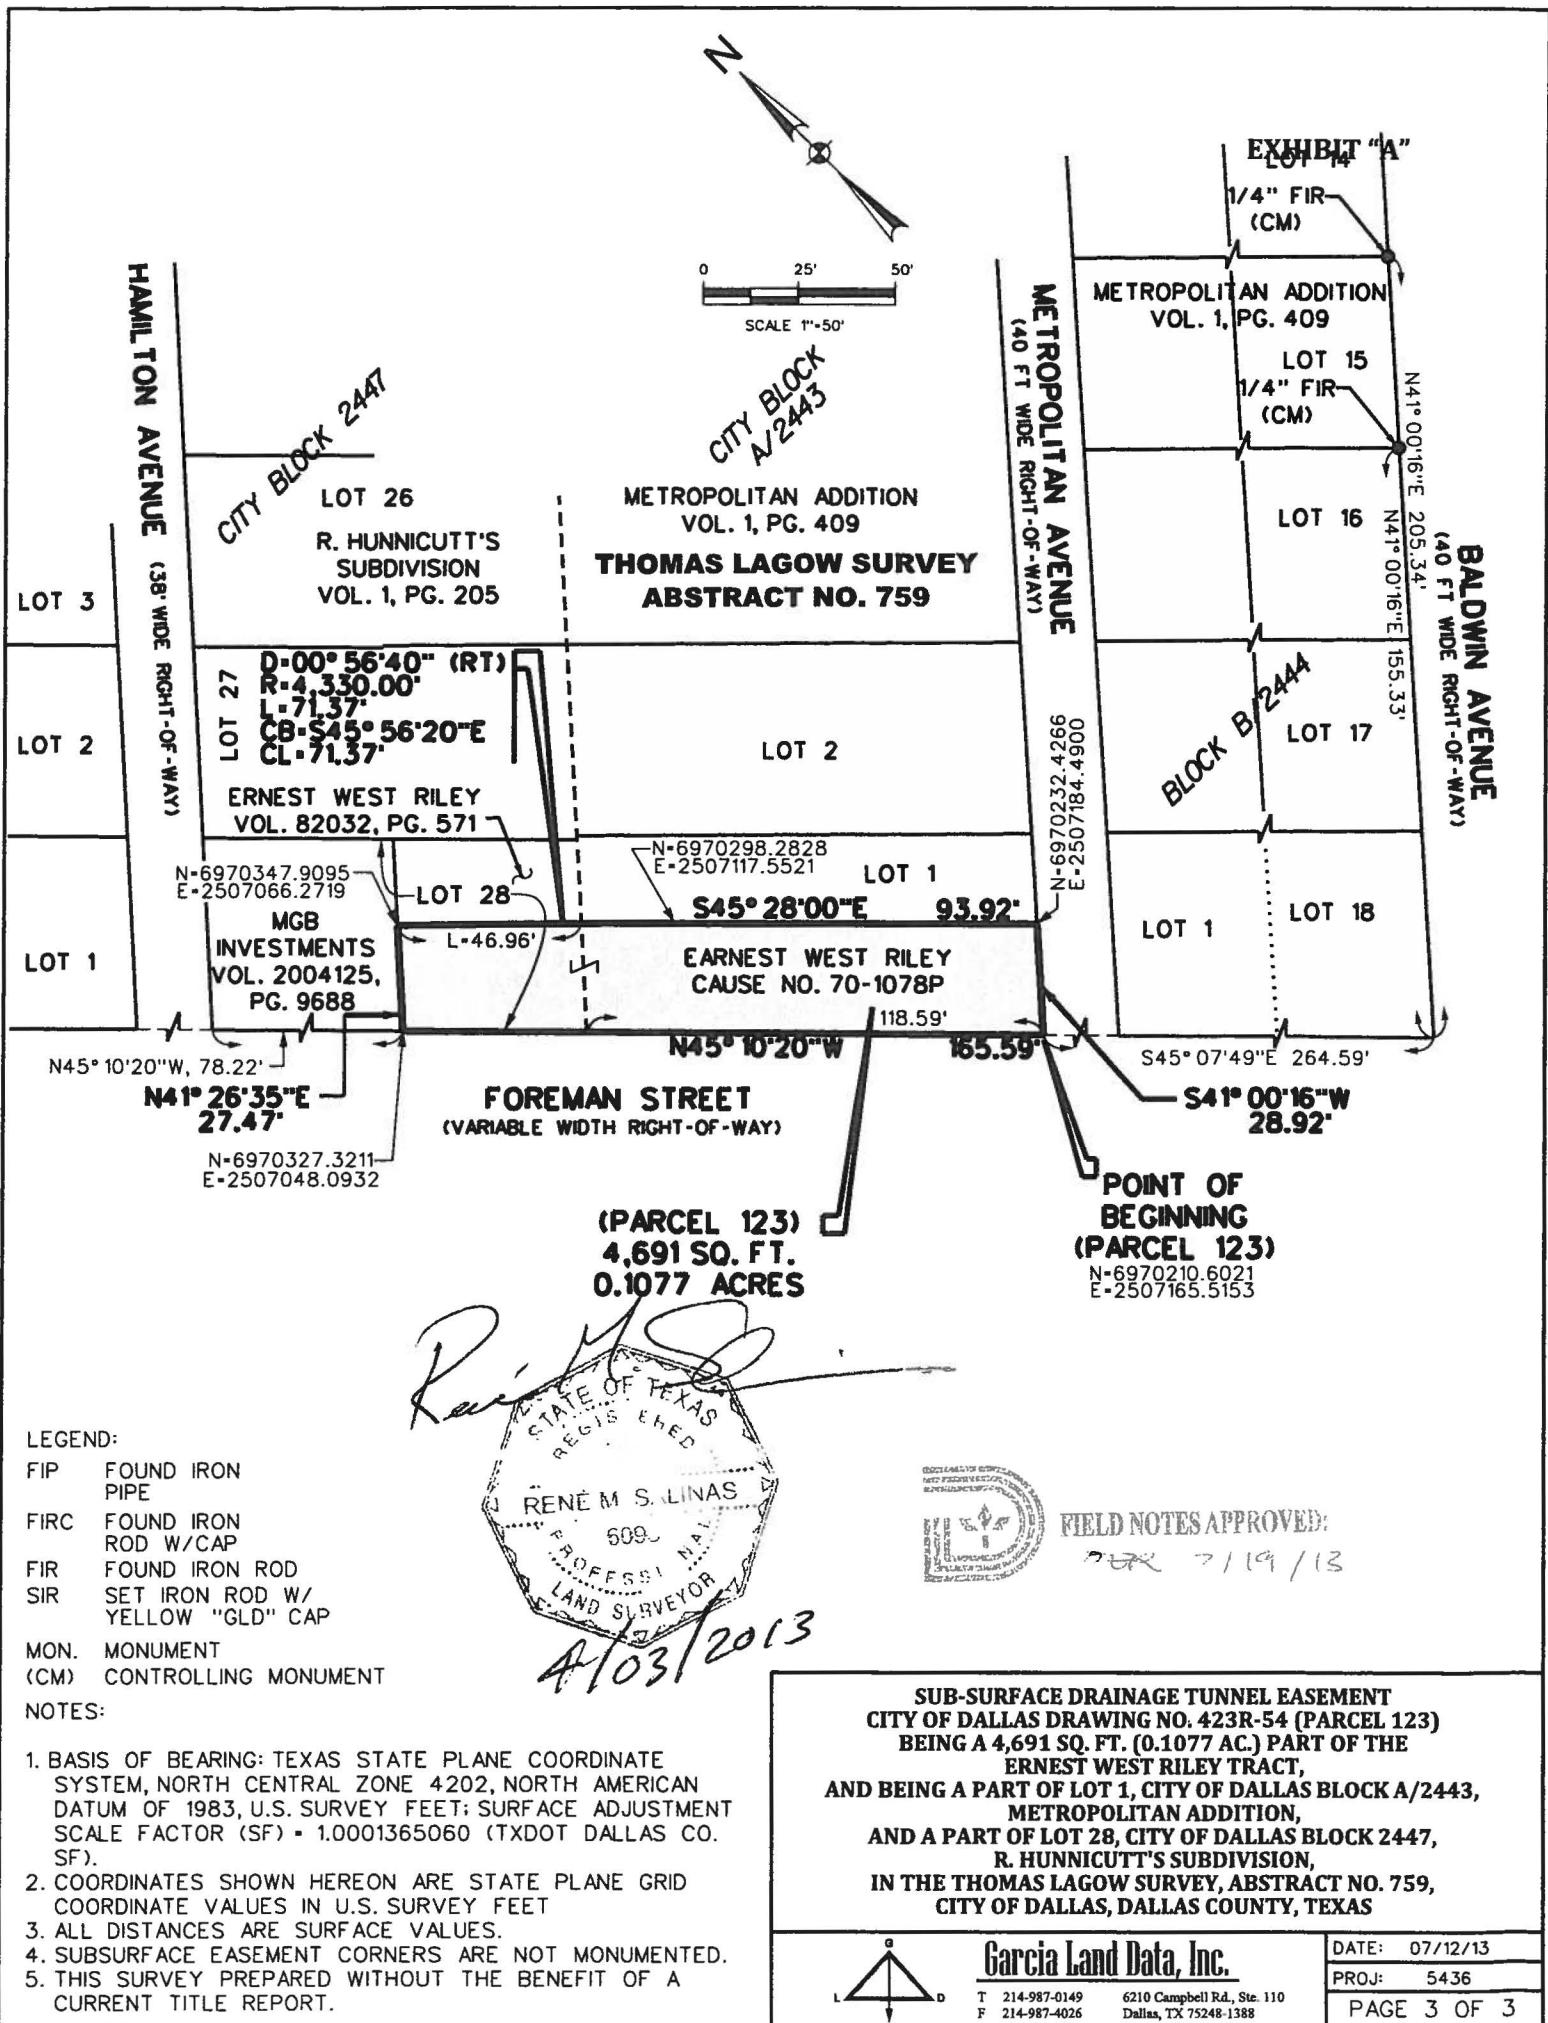 N
EXHIBIT "A"
LOT 14
1/4" FIR
(CM)
0 25' 50'
SCALE 1"=50'
HAMILTON AVENUE (38' WIDE RIGHT-OF-WAY)
CITY BLOCK 2447
CITY BLOCK
A/2443
METROPOLITAN AVENUE
(40 FT WIDE RIGHT-OF-WAY)
METROPOLITAN ADDITION
VOL. 1, PG. 409
LOT 15
1/4" FIR
(CM)
N41°00'16"E 205.34'
N41°00'16"E 155.33'
BALDWIN AVENUE
(40 FT WIDE RIGHT-OF-WAY)
LOT 26
R. HUNNICUTT'S
SUBDIVISION
VOL. 1, PG. 205
METROPOLITAN ADDITION
VOL. 1, PG. 409
THOMAS LAGOW SURVEY
ABSTRACT NO. 759
LOT 16
LOT 3
LOT 2
LOT 1
LOT 27
D=00°56'40" (RT)
R=4,330.00'
L=71.37'
CB=S45°56'20"E
CL=71.37'
LOT 2
BLOCK B/2444
LOT 17
ERNEST WEST RILEY
VOL. 82032, PG. 571
N=6970347.9095
E=2507066.2719
LOT 28
N=6970298.2828
E=2507117.5521
LOT 1
N=6970232.4266
E=2507184.4900
S45°28'00"E 93.92'
LOT 1
LOT 18
MGB
INVESTMENTS
VOL. 2004125,
PG. 9688
L=46.96'
EARNEST WEST RILEY
CAUSE NO. 70-1078P
118.59'
N45°10'20"W 165.59'
N45°10'20"W, 78.22'
S45°07'49"E 264.59'
N41°26'35"E
27.47'
FOREMAN STREET
(VARIABLE WIDTH RIGHT-OF-WAY)
S41°00'16"W
28.92'
N=6970327.3211
E=2507048.0932
(PARCEL 123)
4,691 SQ. FT.
0.1077 ACRES
POINT OF
BEGINNING
(PARCEL 123)
N=6970210.6021
E=2507165.5153
STATE OF TEXAS
REGISTERED
RENE M SALINAS
PROFESSIONAL
LAND SURVEYOR
4/03/2013
FIELD NOTES APPROVED:
7/19/13
LEGEND:
FIP FOUND IRON
PIPE
FIRC FOUND IRON
ROD W/CAP
FIR FOUND IRON ROD
SIR SET IRON ROD W/
YELLOW "GLD" CAP
MON. MONUMENT
(CM) CONTROLLING MONUMENT
NOTES:
1. BASIS OF BEARING: TEXAS STATE PLANE COORDINATE
SYSTEM, NORTH CENTRAL ZONE 4202, NORTH AMERICAN
DATUM OF 1983, U.S. SURVEY FEET; SURFACE ADJUSTMENT
SCALE FACTOR (SF) = 1.0001365060 (TXDOT DALLAS CO.
SF).
2. COORDINATES SHOWN HEREON ARE STATE PLANE GRID
COORDINATE VALUES IN U.S. SURVEY FEET
3. ALL DISTANCES ARE SURFACE VALUES.
4. SUBSURFACE EASEMENT CORNERS ARE NOT MONUMENTED.
5. THIS SURVEY PREPARED WITHOUT THE BENEFIT OF A
CURRENT TITLE REPORT.
SUB-SURFACE DRAINAGE TUNNEL EASEMENT
CITY OF DALLAS DRAWING NO. 423R-54 (PARCEL 123)
BEING A 4,691 SQ. FT. (0.1077 AC.) PART OF THE
ERNEST WEST RILEY TRACT,
AND BEING A PART OF LOT 1, CITY OF DALLAS BLOCK A/2443,
METROPOLITAN ADDITION,
AND A PART OF LOT 28, CITY OF DALLAS BLOCK 2447,
R. HUNNICUTT'S SUBDIVISION,
IN THE THOMAS LAGOW SURVEY, ABSTRACT NO. 759,
CITY OF DALLAS, DALLAS COUNTY, TEXAS
G
L D
Garcia Land Data, Inc.
T 214-987-0149 6210 Campbell Rd., Ste. 110
F 214-987-4026 Dallas, TX 75248-1388
DATE: 07/12/13
PROJ: 5436
PAGE 3 OF 3